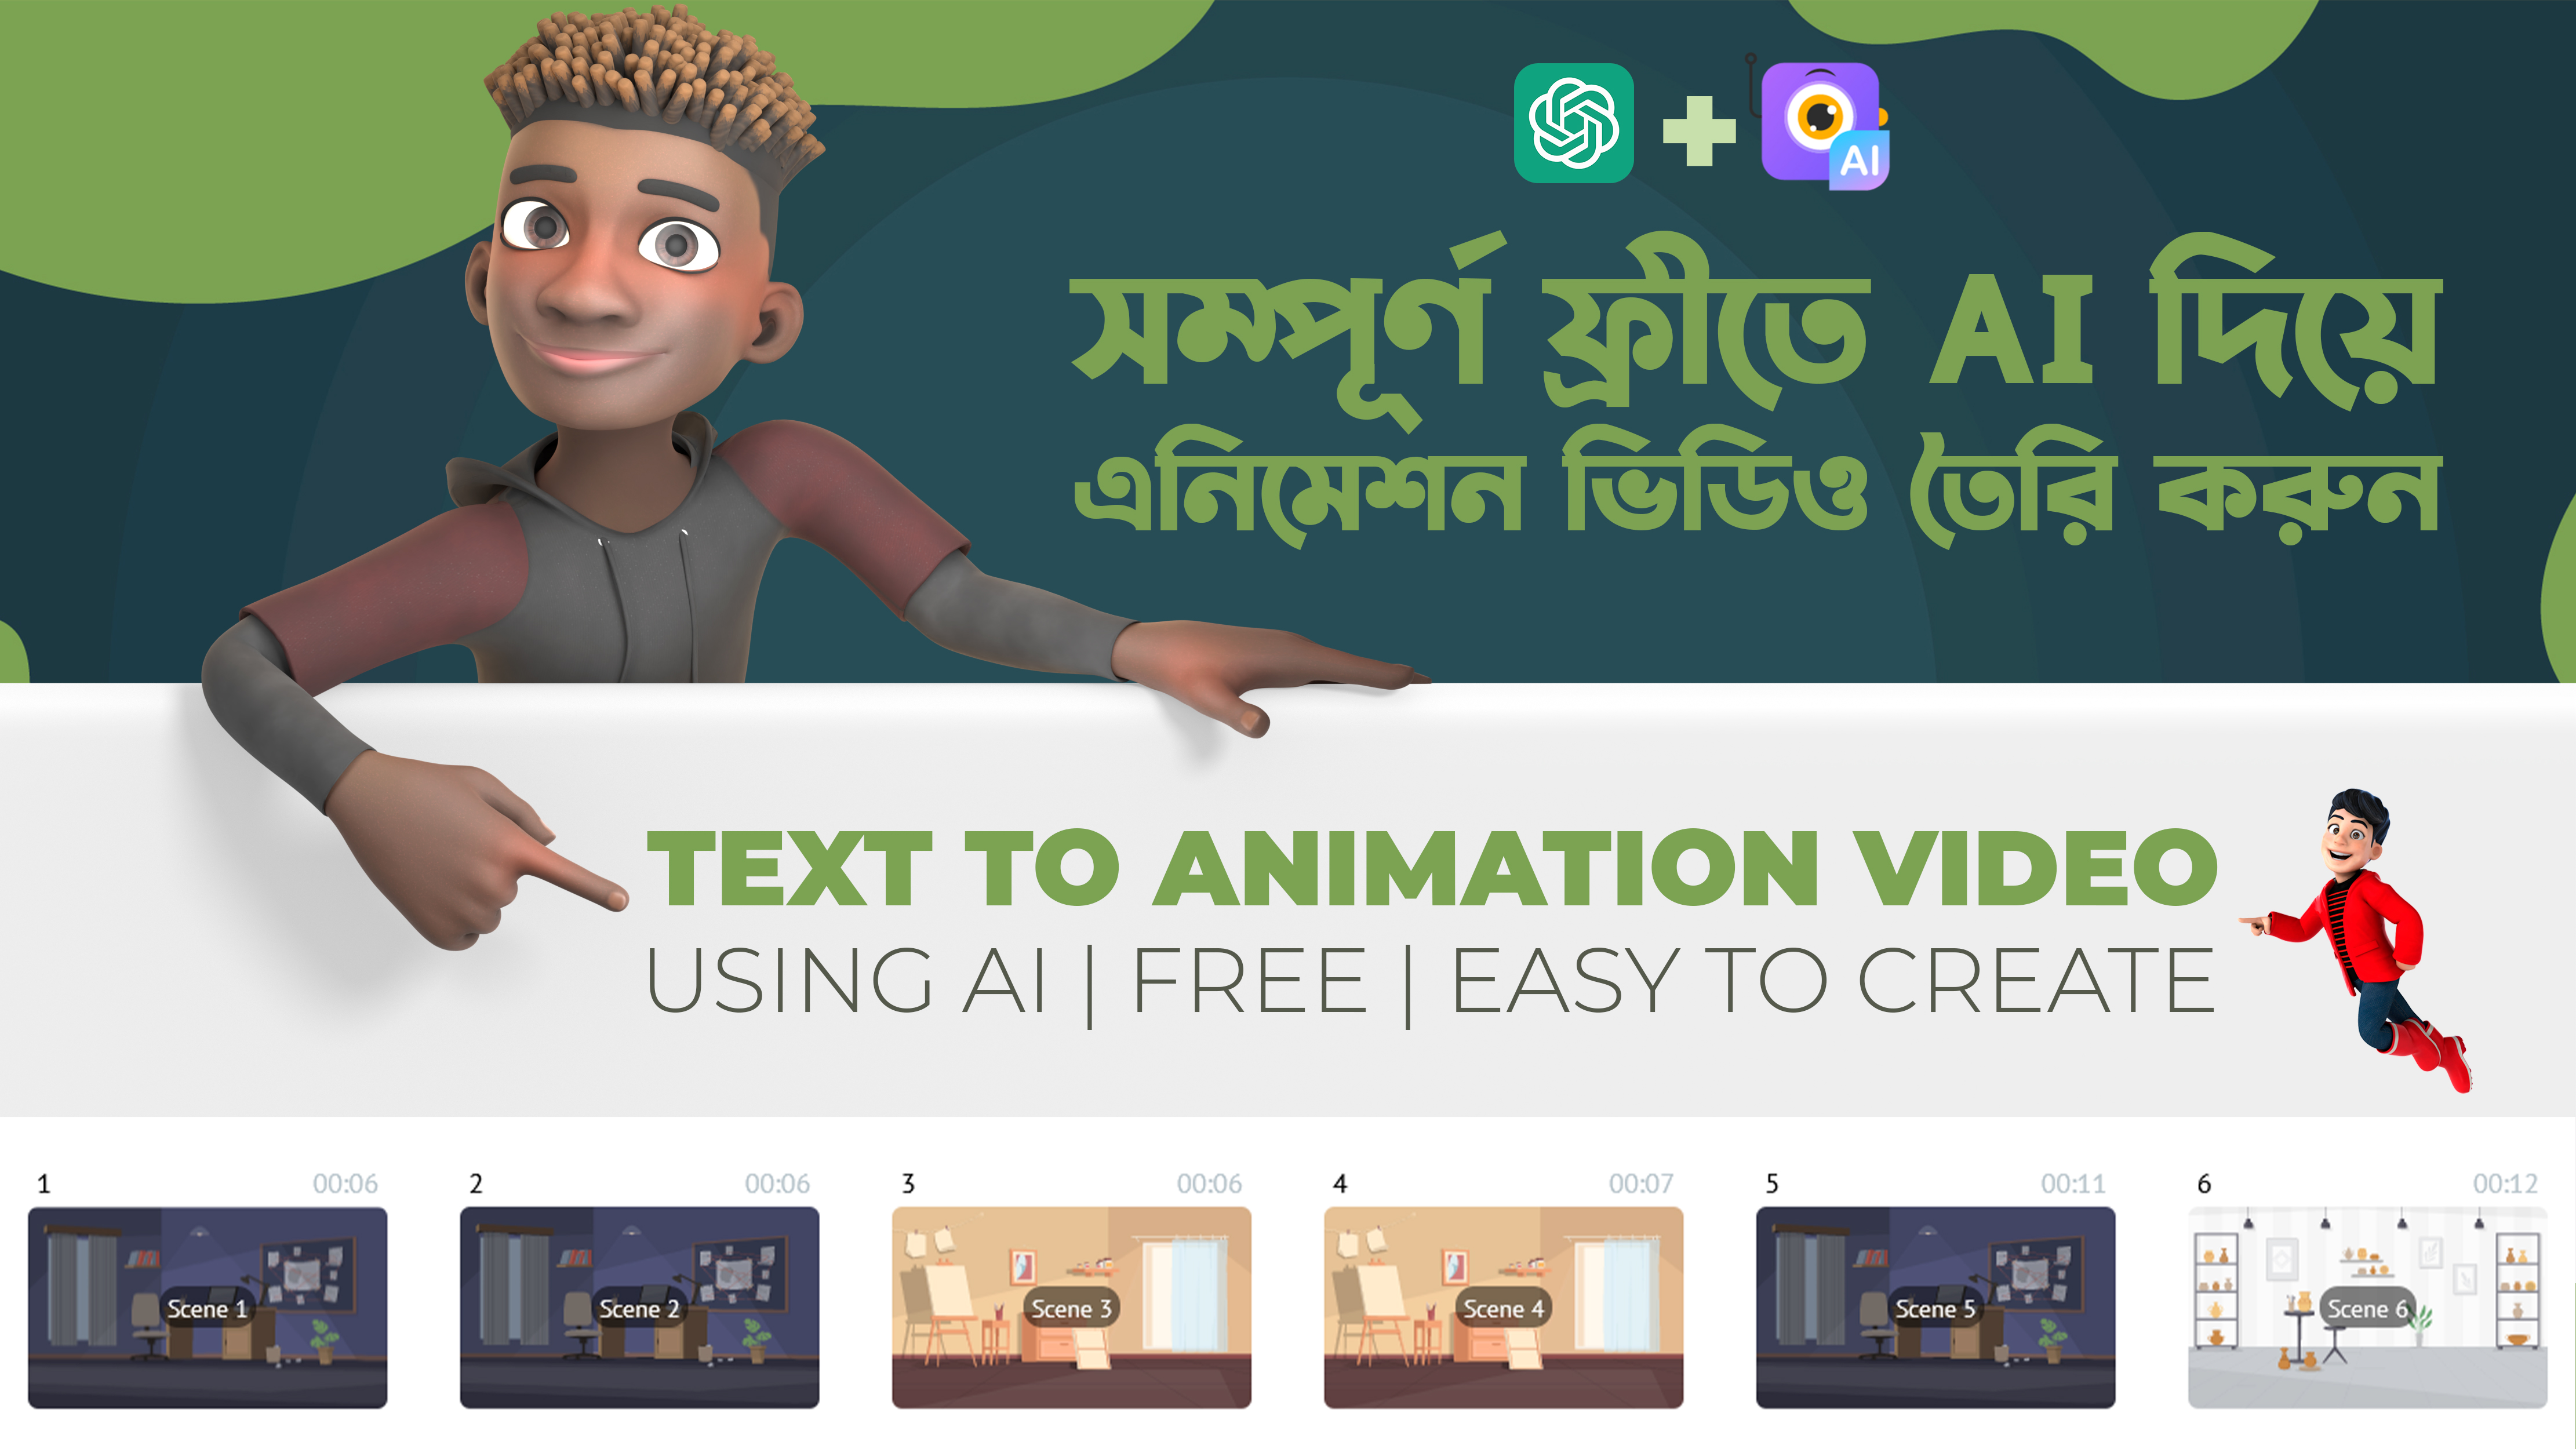 AI
সম্পূর্ণ ফ্রীতে AI দিয়ে
এনিমেশন ভিডিও তৈরি করুন
TEXT TO ANIMATION VIDEO
USING AI | FREE | EASY TO CREATE
1 00:06 2 00:06 3 00:06 4 00:07 5 00:11 6 00:12
Scene 1 Scene 2 Scene 3 Scene 4 Scene 5 Scene 6